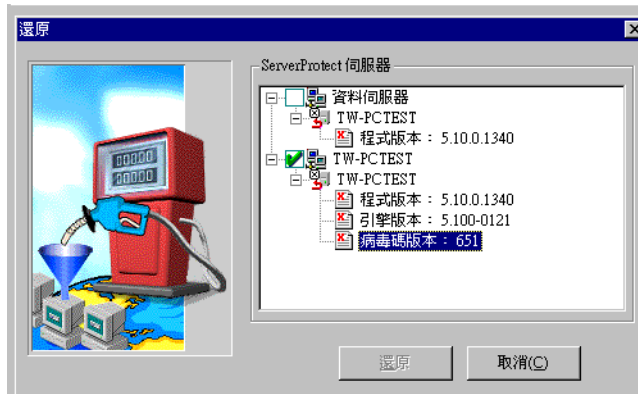 還原
ServerProtect 伺服器
資料伺服器
TW-PCTEST
程式版本： 5.10.0.1340
TW-PCTEST
TW-PCTEST
程式版本： 5.10.0.1340
引擎版本： 5.100-0121
病毒碼版本： 651
00000
00000
還原
取消(C)